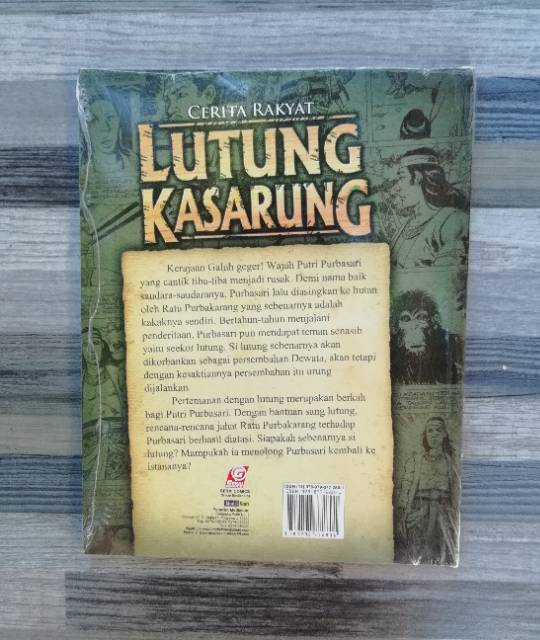 CERITA RAKYAT
LUTUNG
KASARUNG
Kerajaan Galuh geger! Wajah Putri Purbasari
yang cantik tiba-tiba menjadi rusak. Demi nama baik
saudara-saudaranya, Purbasari lalu diasingkan ke hutan
oleh Ratu Purbakarang yang sebenarnya adalah
kakaknya sendiri. Bertahun-tahun menjalani
penderitaan, Purbasari pun mendapat teman senasib
yaitu seekor lutung. Si lutung sebenarnya akan
dikorbankan sebagai persembahan Dewata, akan tetapi
dengan kesaktiannya persembahan itu urung
dijalankan.
Pertemanan dengan lutung merupakan berkah
bagi Putri Purbasari. Dengan bantuan sang lutung,
rencana-rencana jahat Ratu Purbakarang terhadap
Purbasari berhasil diatasi. Siapakah sebenarnya si
lutung? Mampukah ia menolong Purbasari kembali ke
istananya?